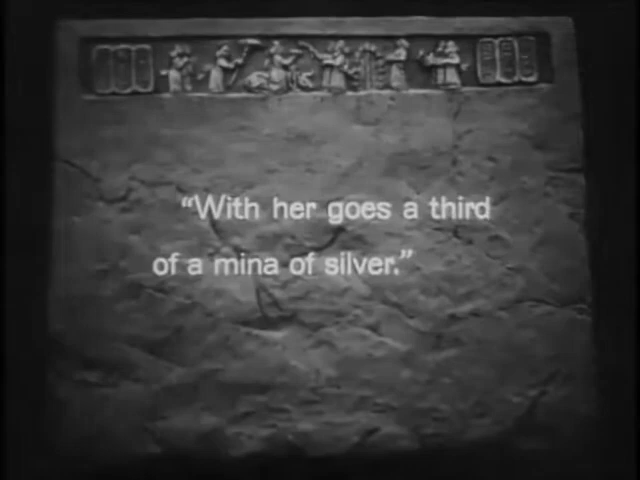 “With her goes a third
of a mina of silver.”